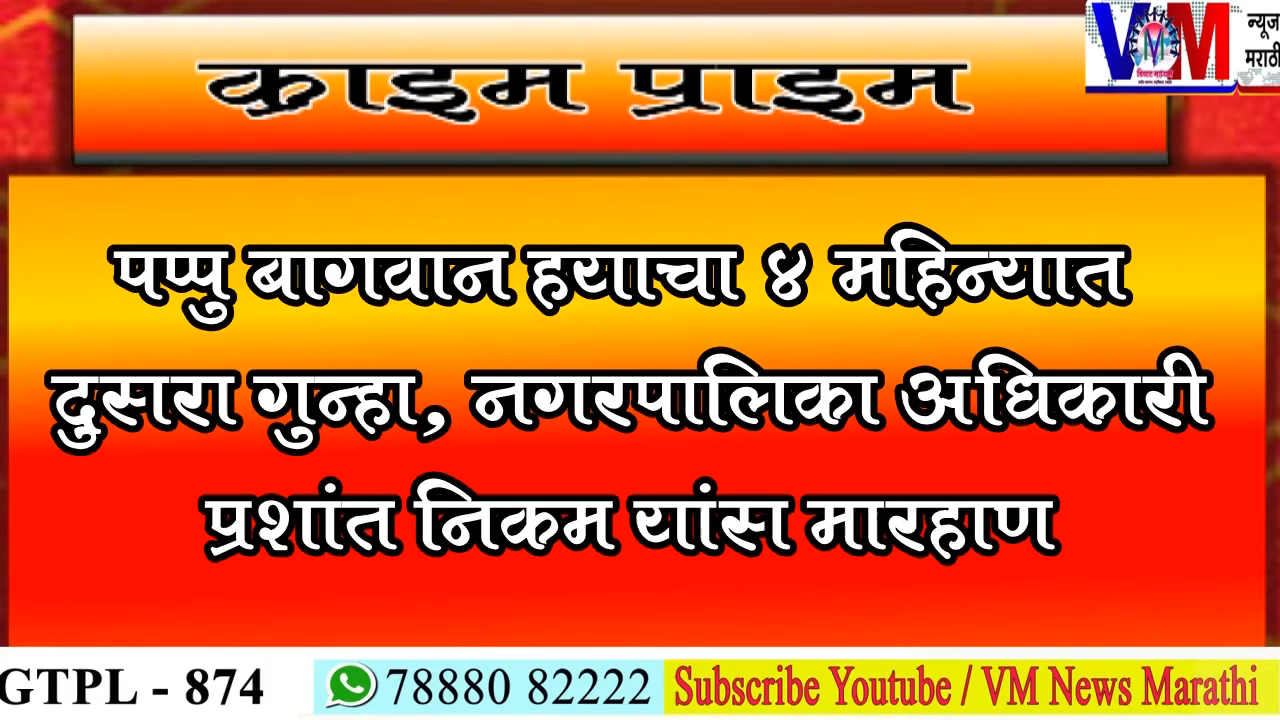 क्राइम प्राइम
VM
न्यूज
मराठी
पप्पु बागवान हयाचा ४ महिन्यात
दुसरा गुन्हा, नगरपालिका अधिकारी
प्रशांत निकम यांस मारहाण
GTPL - 874
78880 82222
Subscribe Youtube / VM News Marathi